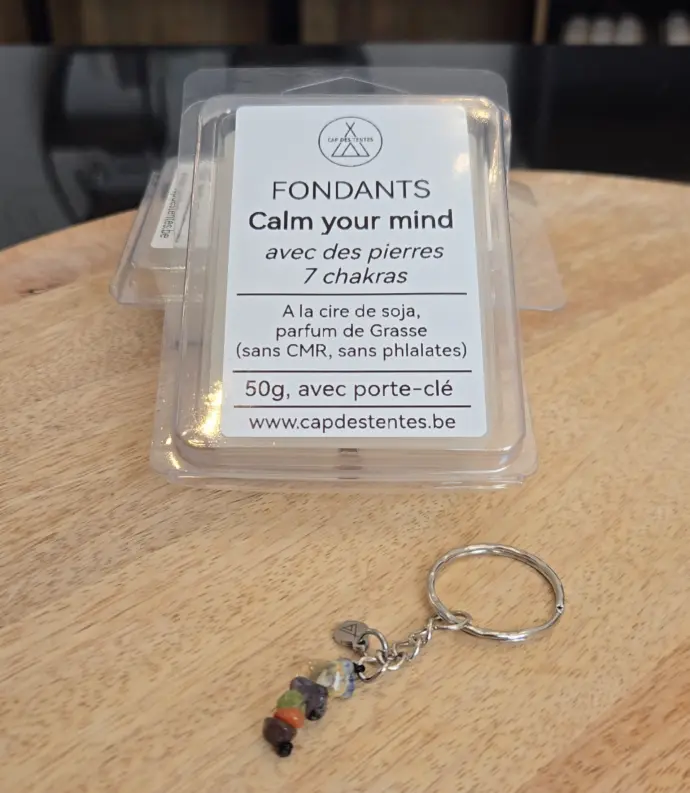 CAP DES TENTES
FONDANTS
Calm your mind
avec des pierres
7 chakras
A la cire de soja,
parfum de Grasse
(sans CMR, sans phlalates)
50g, avec porte-clé
www.capdestentes.be